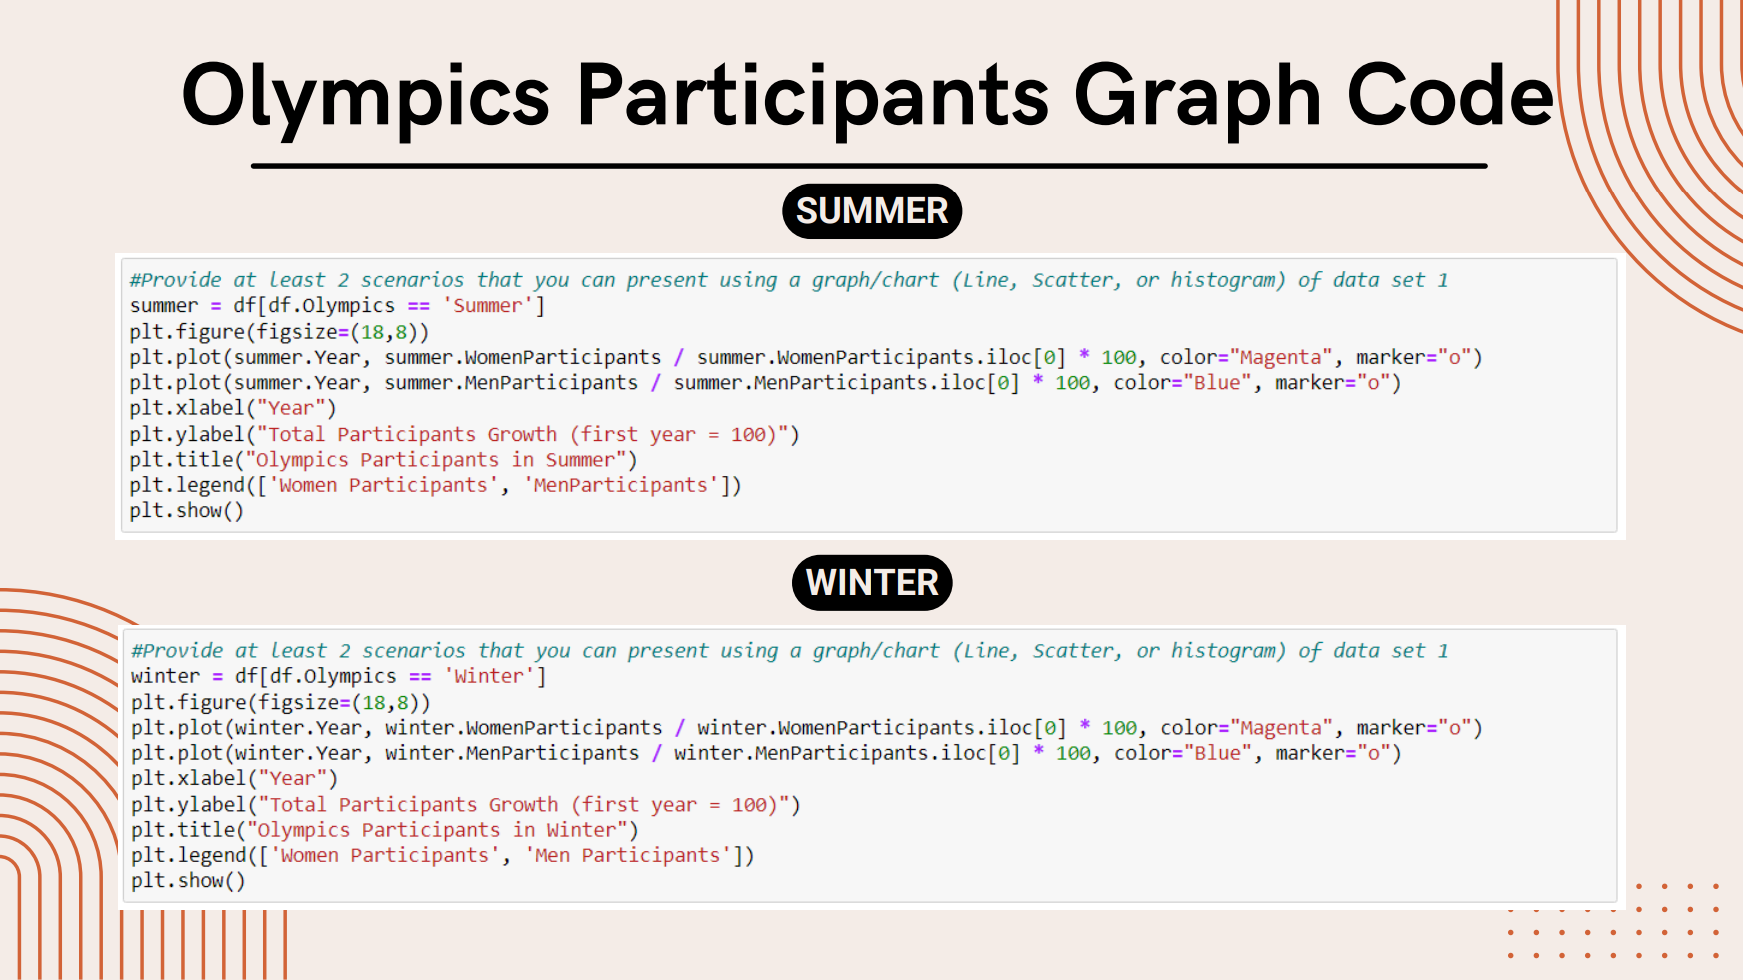 Olympics Participants Graph Code
SUMMER
#Provide at least 2 scenarios that you can present using a graph/chart (Line, Scatter, or histogram) of data set 1
summer = df[df.Olympics == 'Summer']
plt.figure(figsize=(18,8))
plt.plot(summer.Year, summer.WomenParticipants / summer.WomenParticipants.iloc[0] * 100, color="Magenta", marker="o")
plt.plot(summer.Year, summer.MenParticipants / summer.MenParticipants.iloc[0] * 100, color="Blue", marker="o")
plt.xlabel("Year")
plt.ylabel("Total Participants Growth (first year = 100)")
plt.title("Olympics Participants in Summer")
plt.legend(['Women Participants', 'MenParticipants'])
plt.show()
WINTER
#Provide at least 2 scenarios that you can present using a graph/chart (Line, Scatter, or histogram) of data set 1
winter = df[df.Olympics == 'Winter']
plt.figure(figsize=(18,8))
plt.plot(winter.Year, winter.WomenParticipants / winter.WomenParticipants.iloc[0] * 100, color="Magenta", marker="o")
plt.plot(winter.Year, winter.MenParticipants / winter.MenParticipants.iloc[0] * 100, color="Blue", marker="o")
plt.xlabel("Year")
plt.ylabel("Total Participants Growth (first year = 100)")
plt.title("Olympics Participants in Winter")
plt.legend(['Women Participants', 'Men Participants'])
plt.show()